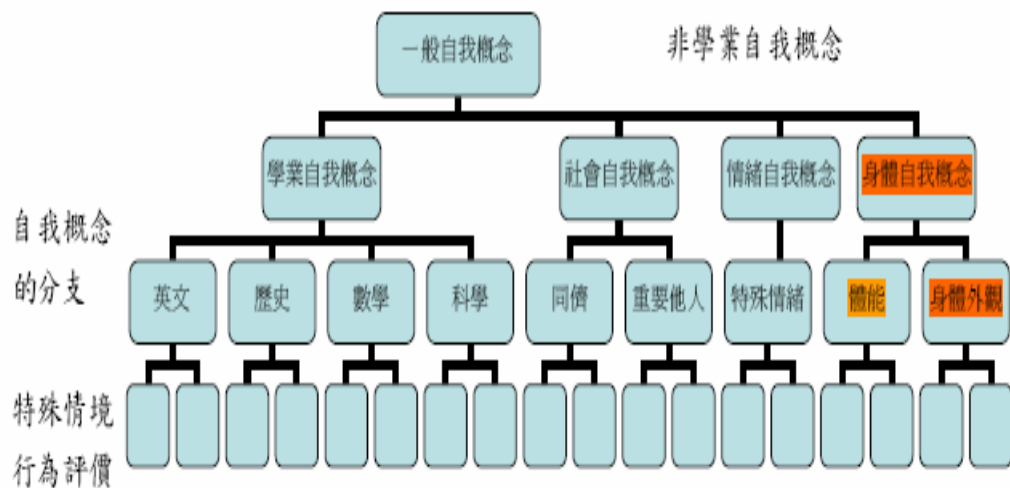 一般自我概念
非學業自我概念
學業自我概念
社會自我概念
情緒自我概念
身體自我概念
自我概念
的分支
英文
歷史
數學
科學
同儕
重要他人
特殊情緒
體能
身體外觀
特殊情境
行為評價